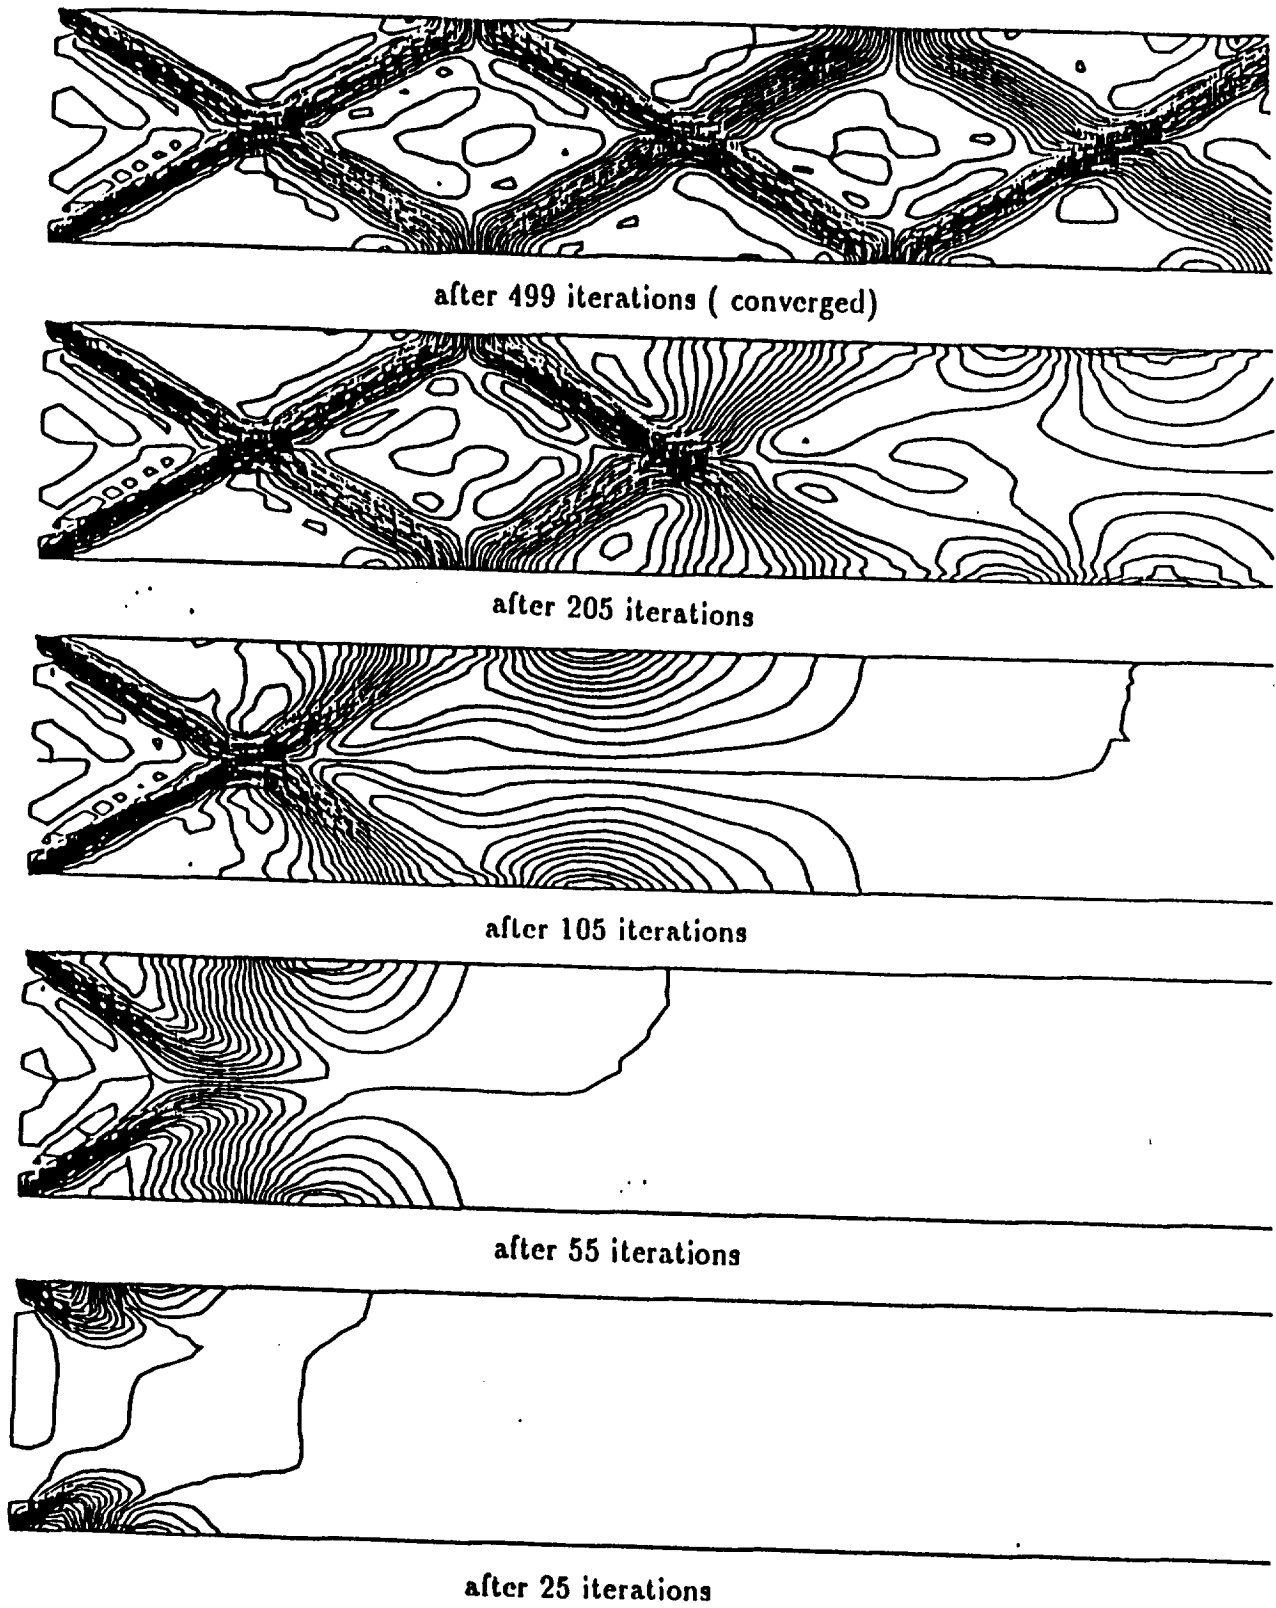 after 499 iterations ( converged)
after 205 iterations
after 105 iterations
after 55 iterations
after 25 iterations